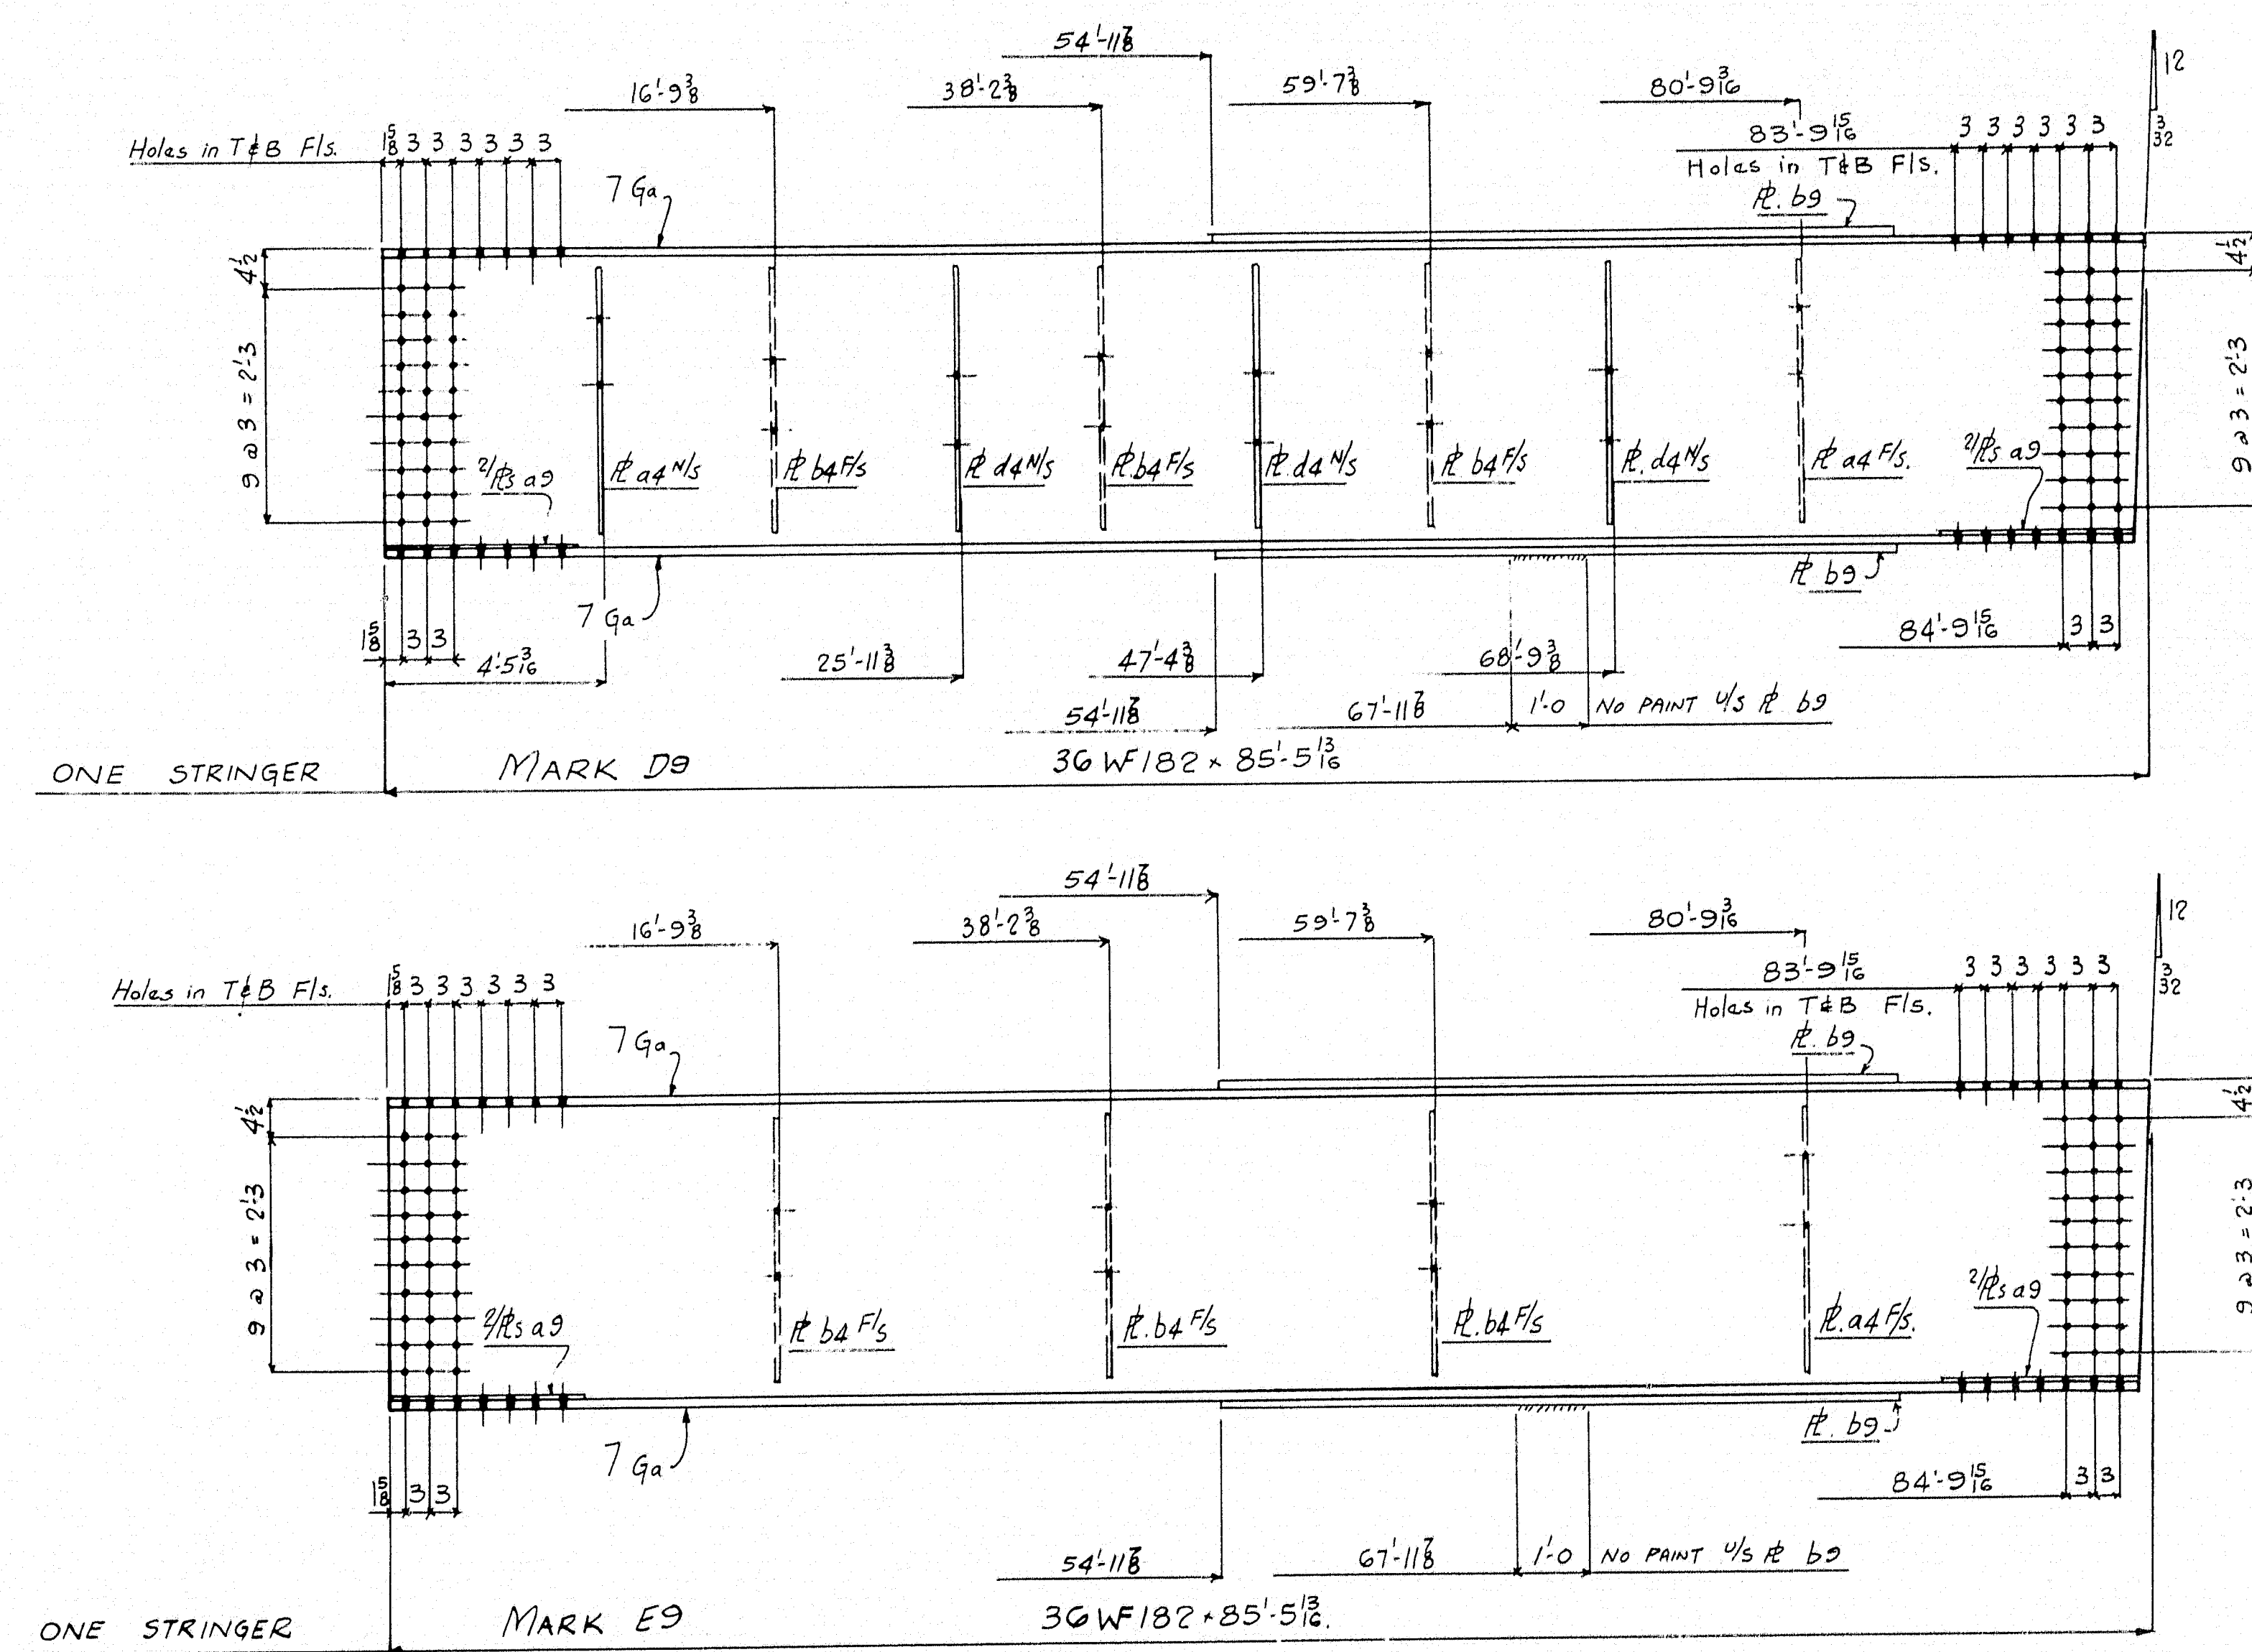 54'-11 7/8
16'-9 3/8
38'-2 3/8
59'-7 3/8
80'-9 3/16
12
3/32
Holes in T&B F/s.
1 5/8 3 3 3 3 3 3
83'-9 15/16
3 3 3 3 3 3
Holes in T&B F/s.
7 Ga
PL. b9
4 1/2
4 1/2
9 @ 3 = 2'-3
9 @ 3 = 2'-3
2/PLs a9
PL a4 N/s
PL b4 F/s
PL d4 N/s
PL. b4 F/s
PL d4 N/s
PL b4 F/s
PL. d4 N/s
PL a4 F/s.
2/PLs a9
7 Ga
PL b9
1 5/8 3 3
4'-5 3/16
25'-11 3/8
47'-4 3/8
68'-9 3/8
84'-9 15/16
3 3
54'-11 7/8
67'-11 7/8
1'-0
NO PAINT U/S PL b9
ONE STRINGER
MARK D9
36 WF 182 x 85'-5 13/16
54'-11 7/8
16'-9 3/8
38'-2 3/8
59'-7 3/8
80'-9 3/16
12
3/32
Holes in T&B F/s.
1 5/8 3 3 3 3 3 3
83'-9 15/16
3 3 3 3 3 3
Holes in T&B F/s.
7 Ga
PL. b9
4 1/2
4 1/2
9 @ 3 = 2'-3
9 @ 3 = 2'-3
2/PLs a9
PL b4 F/s
PL. b4 F/s
PL. b4 F/s
PL. a4 F/s.
2/PLs a9
7 Ga
PL. b9
1 5/8 3 3
84'-9 15/16
3 3
54'-11 7/8
67'-11 7/8
1'-0
NO PAINT U/S PL b9
ONE STRINGER
MARK E9
36 WF 182 x 85'-5 13/16.